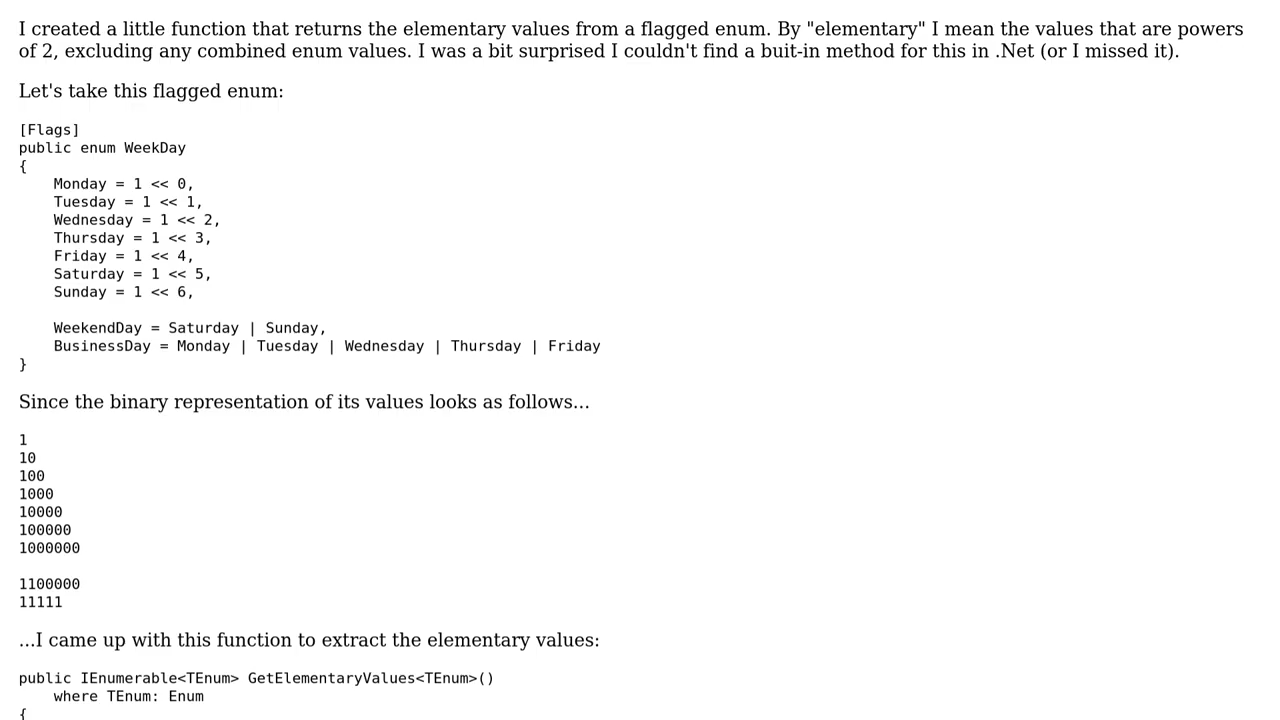 I created a little function that returns the elementary values from a flagged enum. By "elementary" I mean the values that are powers
of 2, excluding any combined enum values. I was a bit surprised I couldn't find a buit-in method for this in .Net (or I missed it).
Let's take this flagged enum:
[Flags]
public enum WeekDay
{
    Monday = 1 << 0,
    Tuesday = 1 << 1,
    Wednesday = 1 << 2,
    Thursday = 1 << 3,
    Friday = 1 << 4,
    Saturday = 1 << 5,
    Sunday = 1 << 6,
    WeekendDay = Saturday | Sunday,
    BusinessDay = Monday | Tuesday | Wednesday | Thursday | Friday
}
Since the binary representation of its values looks as follows...
1
10
100
1000
10000
100000
1000000
1100000
11111
...I came up with this function to extract the elementary values:
public IEnumerable<TEnum> GetElementaryValues<TEnum>()
    where TEnum: Enum
{